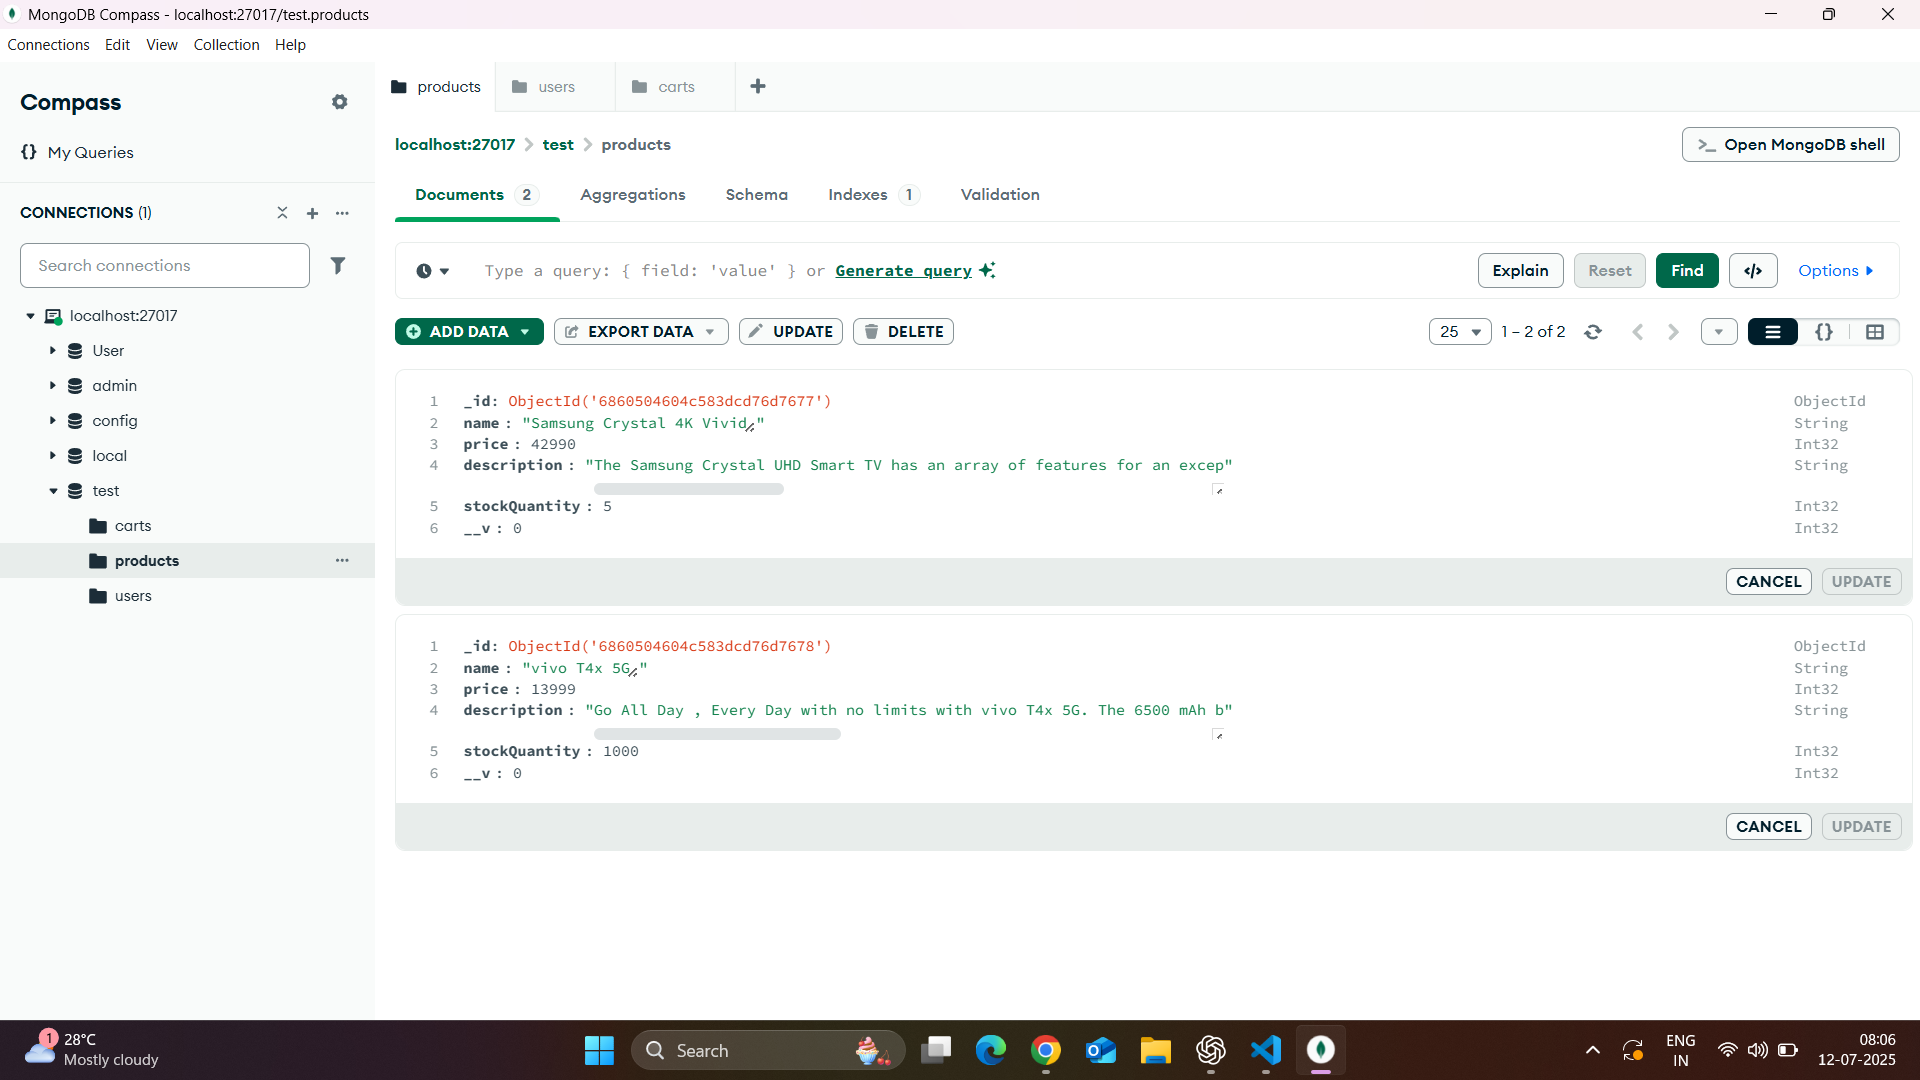 MongoDB Compass - localhost:27017/test.products
Connections Edit View Collection Help
Compass
{} My Queries
CONNECTIONS (1)
Search connections
localhost:27017
User
admin
config
local
test
carts
products
users
products users carts
localhost:27017 > test > products
>_ Open MongoDB shell
Documents 2 Aggregations Schema Indexes 1 Validation
Type a query: { field: 'value' } or Generate query
Explain Reset Find </> Options
ADD DATA EXPORT DATA UPDATE DELETE
25 1 – 2 of 2 {}
1 _id: ObjectId('6860504604c583dcd76d7677') ObjectId
2 name : "Samsung Crystal 4K Vivid " String
3 price : 42990 Int32
4 description : "The Samsung Crystal UHD Smart TV has an array of features for an excep" String
5 stockQuantity : 5 Int32
6 __v : 0 Int32
CANCEL UPDATE
1 _id: ObjectId('6860504604c583dcd76d7678') ObjectId
2 name : "vivo T4x 5G " String
3 price : 13999 Int32
4 description : "Go All Day , Every Day with no limits with vivo T4x 5G. The 6500 mAh b" String
5 stockQuantity : 1000 Int32
6 __v : 0 Int32
CANCEL UPDATE
1
28°C
Mostly cloudy
Search
ENG
IN
08:06
12-07-2025